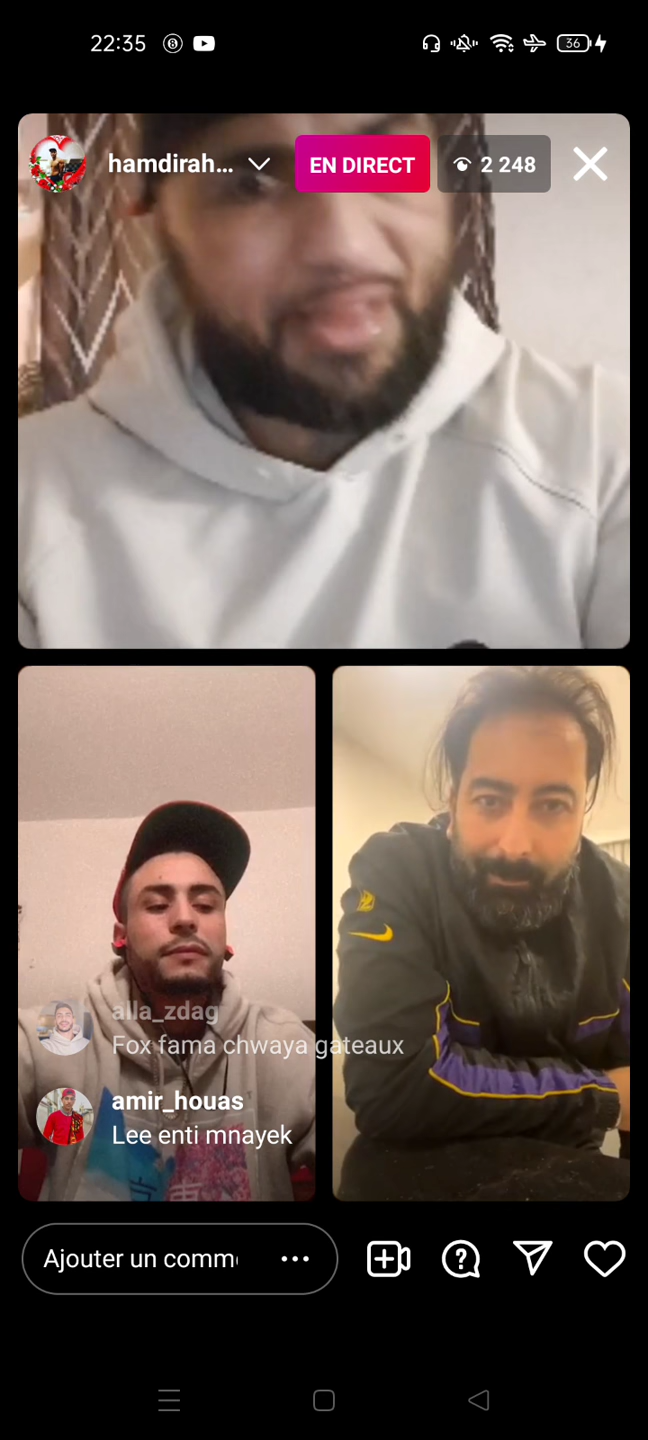 22:35
36
hamdirah...
EN DIRECT
2 248
alla_zdag
Fox fama chwaya gateaux
amir_houas
Lee enti mnayek
Ajouter un comm